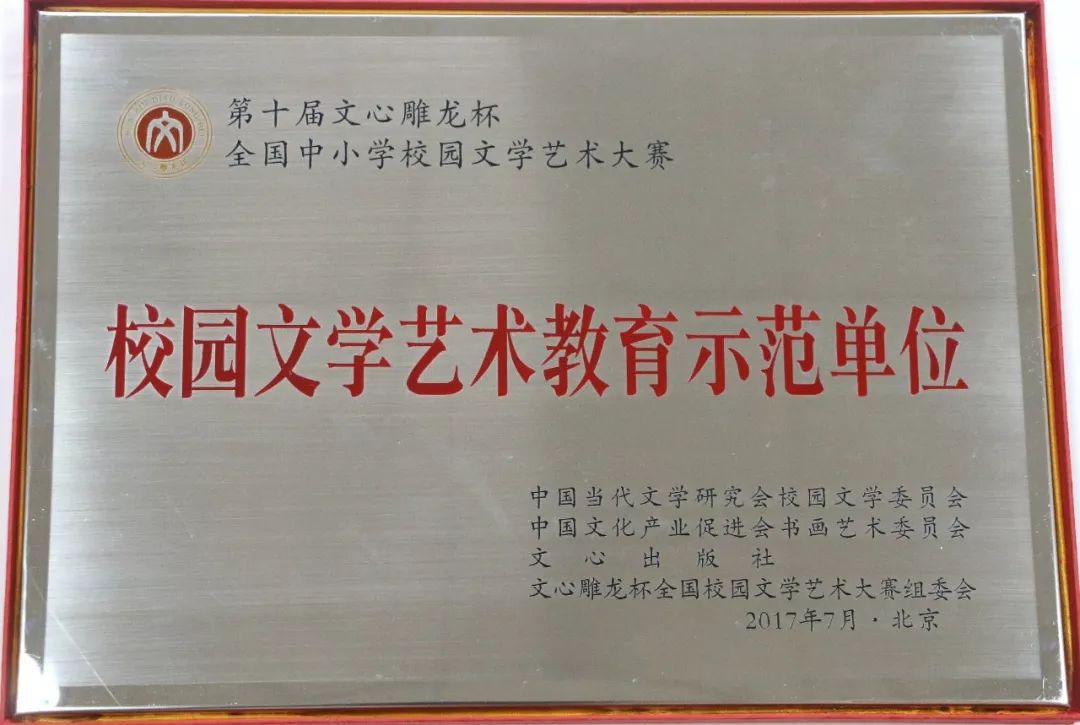 第十届文心雕龙杯
全国中小学校园文学艺术大赛
校园文学艺术教育示范单位
中国当代文学研究会校园文学委员会
中国文化产业促进会书画艺术委员会
文心出版社
文心雕龙杯全国校园文学艺术大赛组委会
2017年7月·北京